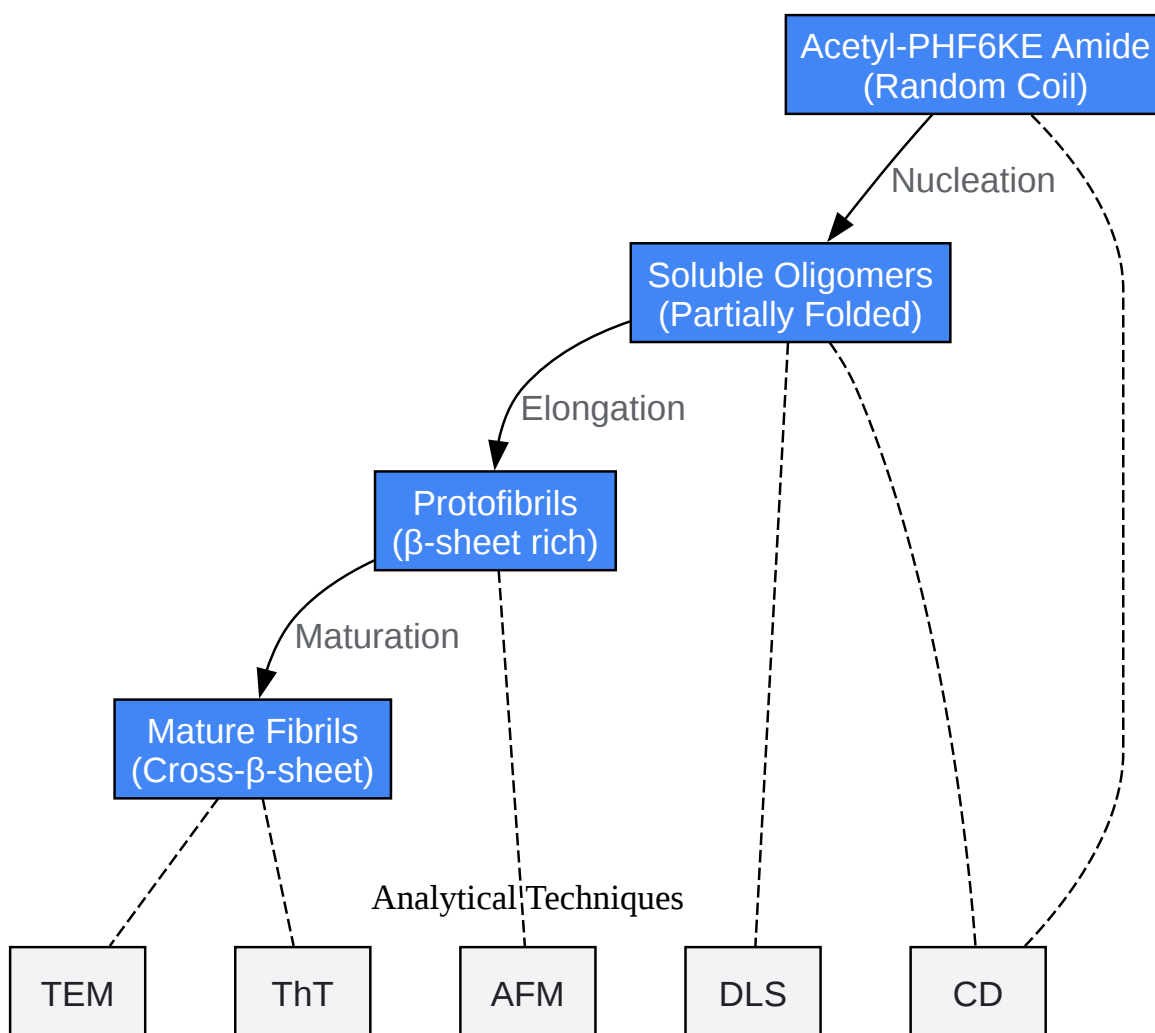 Acetyl-PHF6KE Amide
(Random Coil)
Nucleation
Soluble Oligomers
(Partially Folded)
Elongation
Protofibrils
(β-sheet rich)
Maturation
Mature Fibrils
(Cross-β-sheet)
Analytical Techniques
TEM
ThT
AFM
DLS
CD